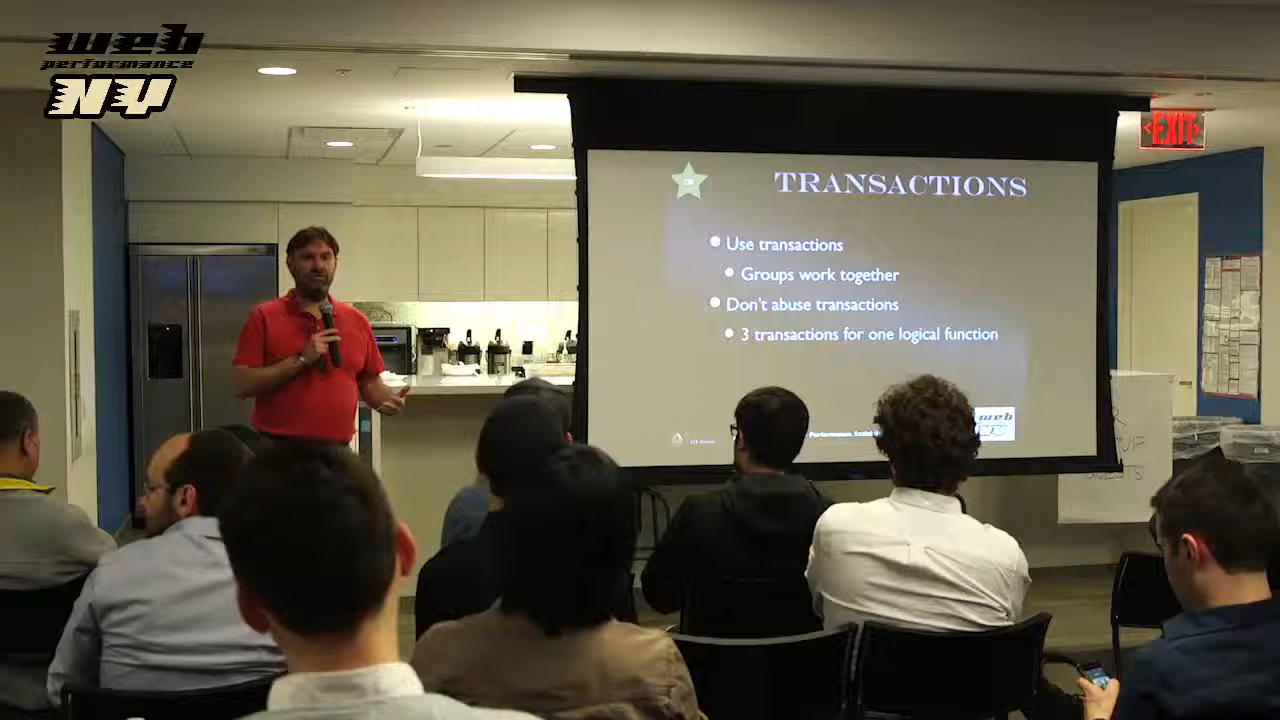 web
performance
NY
<EXIT>
TRANSACTIONS
Use transactions
Groups work together
Don't abuse transactions
3 transactions for one logical function
web
NY